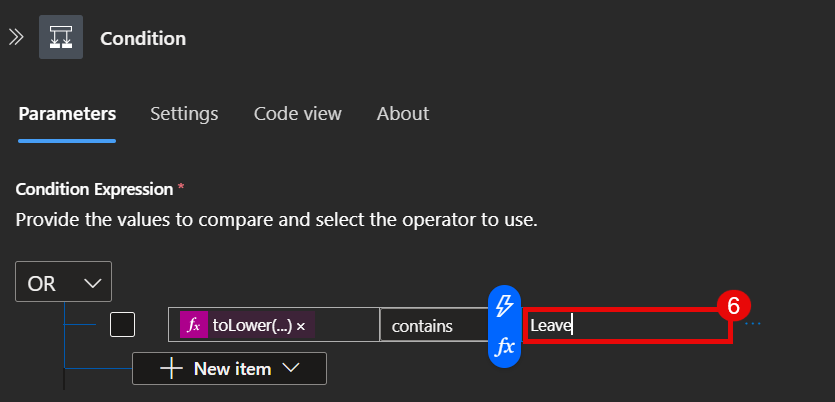 Condition
Parameters Settings Code view About
Condition Expression *
Provide the values to compare and select the operator to use.
OR
fx toLower(...) × contains fx Leave 6 ...
New item